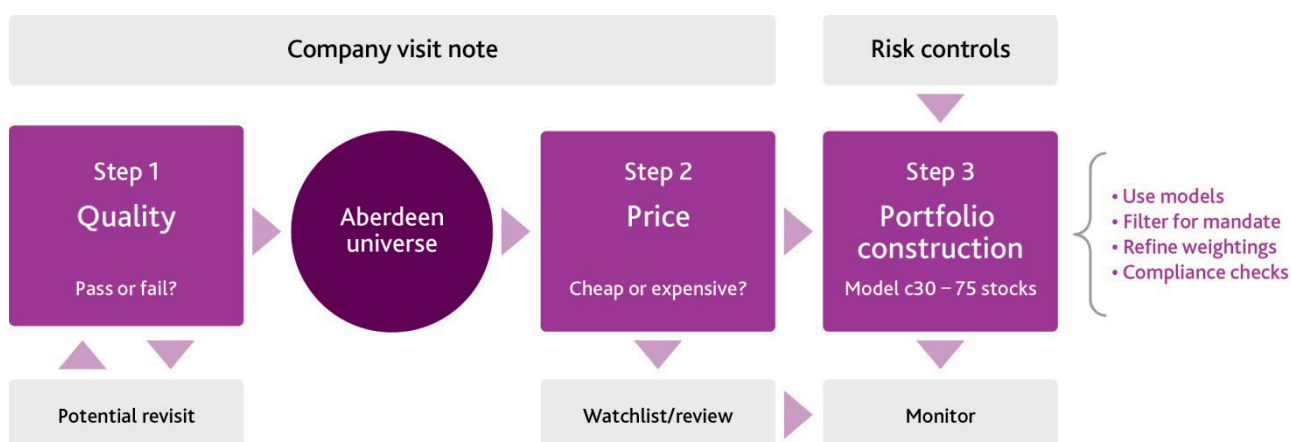 Company visit note
Risk controls
Step 1
Quality
Pass or fail?
Aberdeen
universe
Step 2
Price
Cheap or expensive?
Step 3
Portfolio
construction
Model c30 – 75 stocks
• Use models
• Filter for mandate
• Refine weightings
• Compliance checks
Potential revisit
Watchlist/review
Monitor